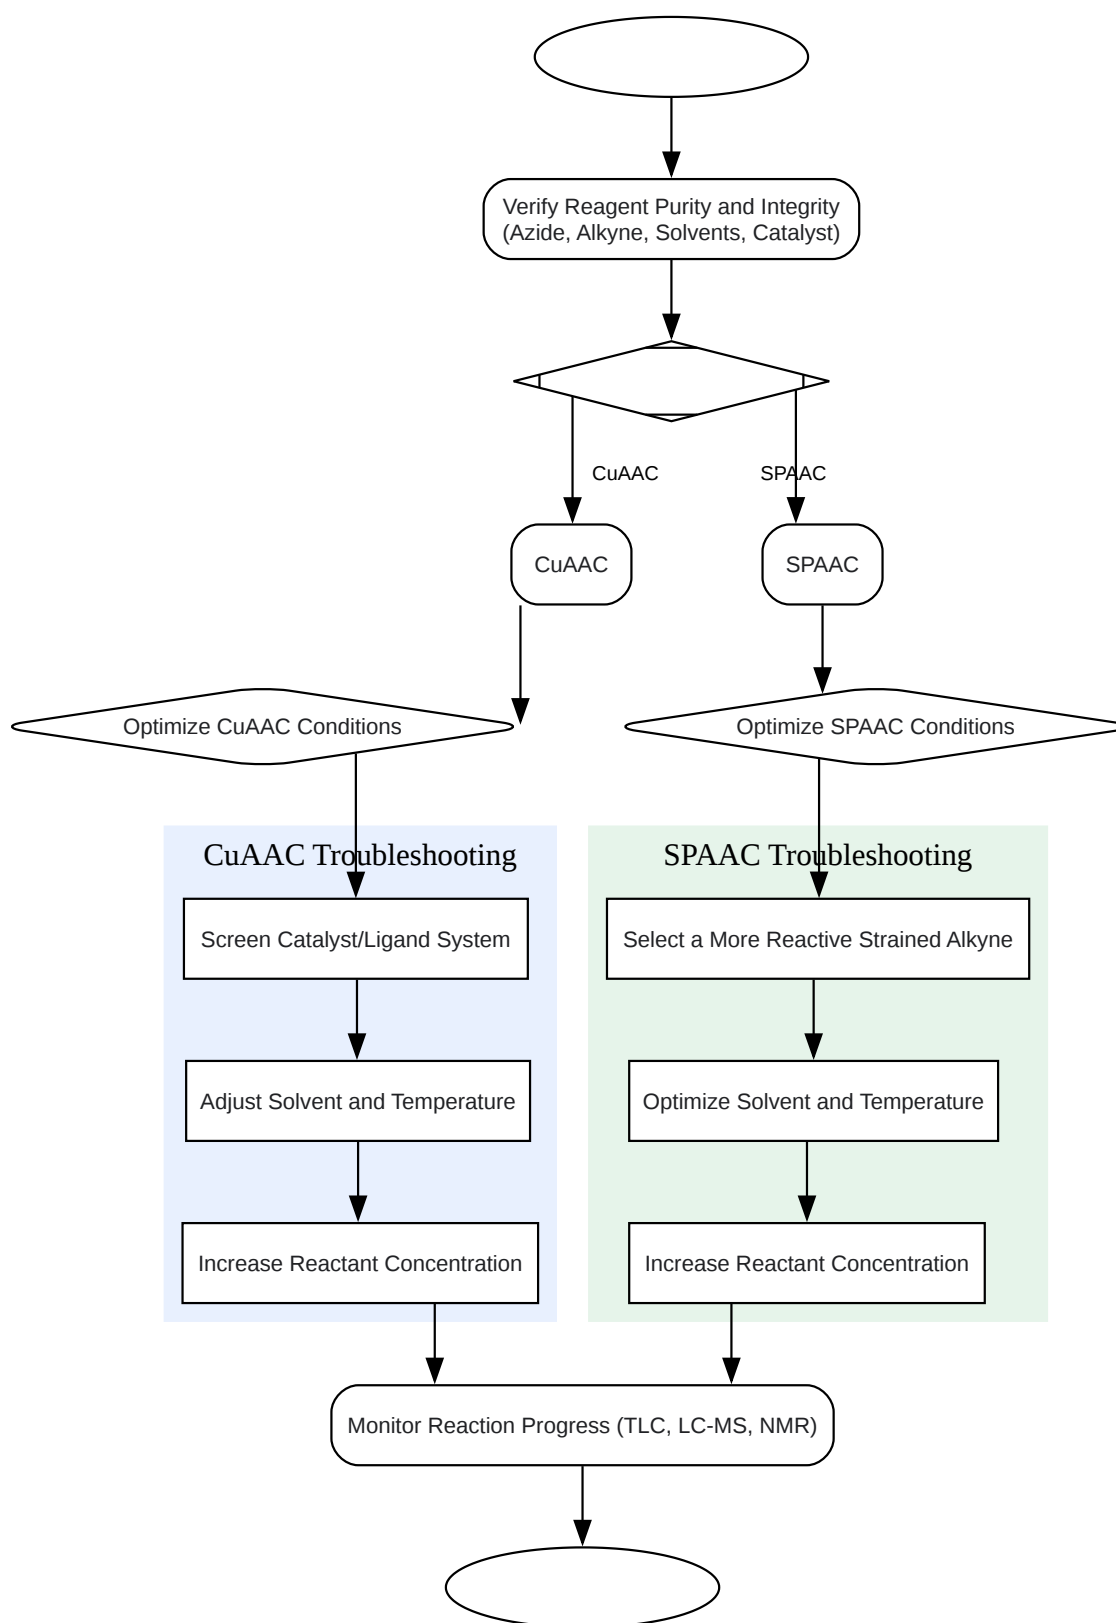 Verify Reagent Purity and Integrity
(Azide, Alkyne, Solvents, Catalyst)
CuAAC
SPAAC
CuAAC
SPAAC
Optimize CuAAC Conditions
Optimize SPAAC Conditions
CuAAC Troubleshooting
SPAAC Troubleshooting
Screen Catalyst/Ligand System
Select a More Reactive Strained Alkyne
Adjust Solvent and Temperature
Optimize Solvent and Temperature
Increase Reactant Concentration
Increase Reactant Concentration
Monitor Reaction Progress (TLC, LC-MS, NMR)